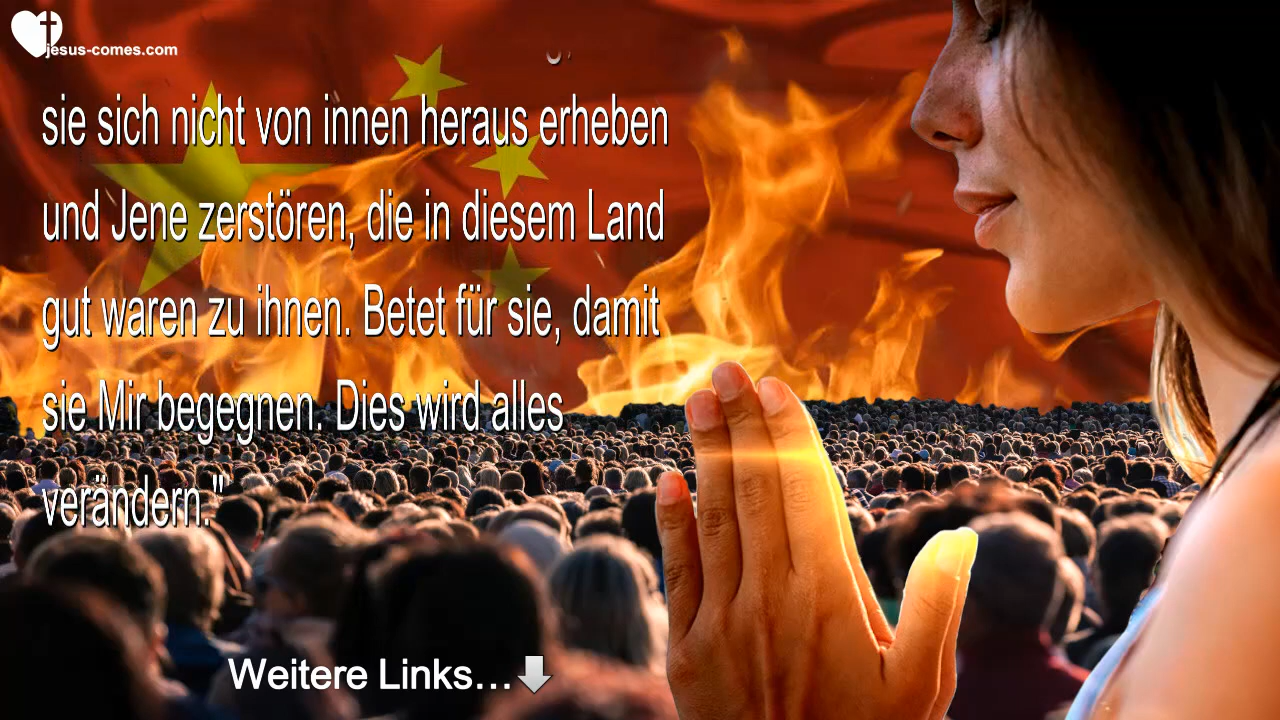 jesus-comes.com
sie sich nicht von innen heraus erheben
und Jene zerstören, die in diesem Land
gut waren zu ihnen. Betet für sie, damit
sie Mir begegnen. Dies wird alles
verändern."
Weitere Links...